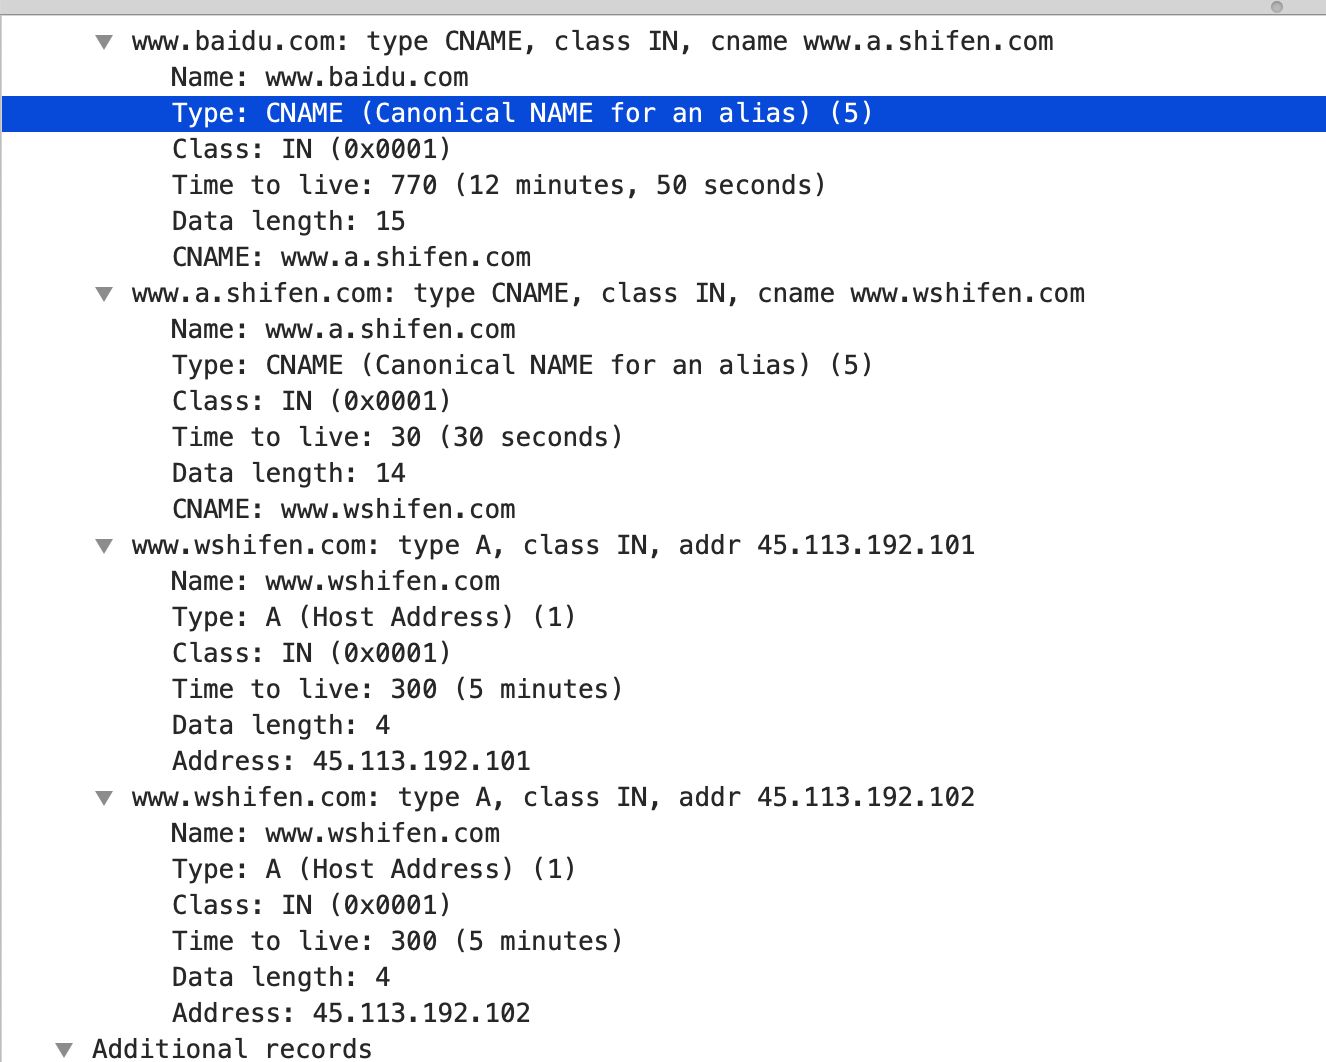 www.baidu.com: type CNAME, class IN, cname www.a.shifen.com
Name: www.baidu.com
Type: CNAME (Canonical NAME for an alias) (5)
Class: IN (0x0001)
Time to live: 770 (12 minutes, 50 seconds)
Data length: 15
CNAME: www.a.shifen.com
www.a.shifen.com: type CNAME, class IN, cname www.wshifen.com
Name: www.a.shifen.com
Type: CNAME (Canonical NAME for an alias) (5)
Class: IN (0x0001)
Time to live: 30 (30 seconds)
Data length: 14
CNAME: www.wshifen.com
www.wshifen.com: type A, class IN, addr 45.113.192.101
Name: www.wshifen.com
Type: A (Host Address) (1)
Class: IN (0x0001)
Time to live: 300 (5 minutes)
Data length: 4
Address: 45.113.192.101
www.wshifen.com: type A, class IN, addr 45.113.192.102
Name: www.wshifen.com
Type: A (Host Address) (1)
Class: IN (0x0001)
Time to live: 300 (5 minutes)
Data length: 4
Address: 45.113.192.102
Additional records